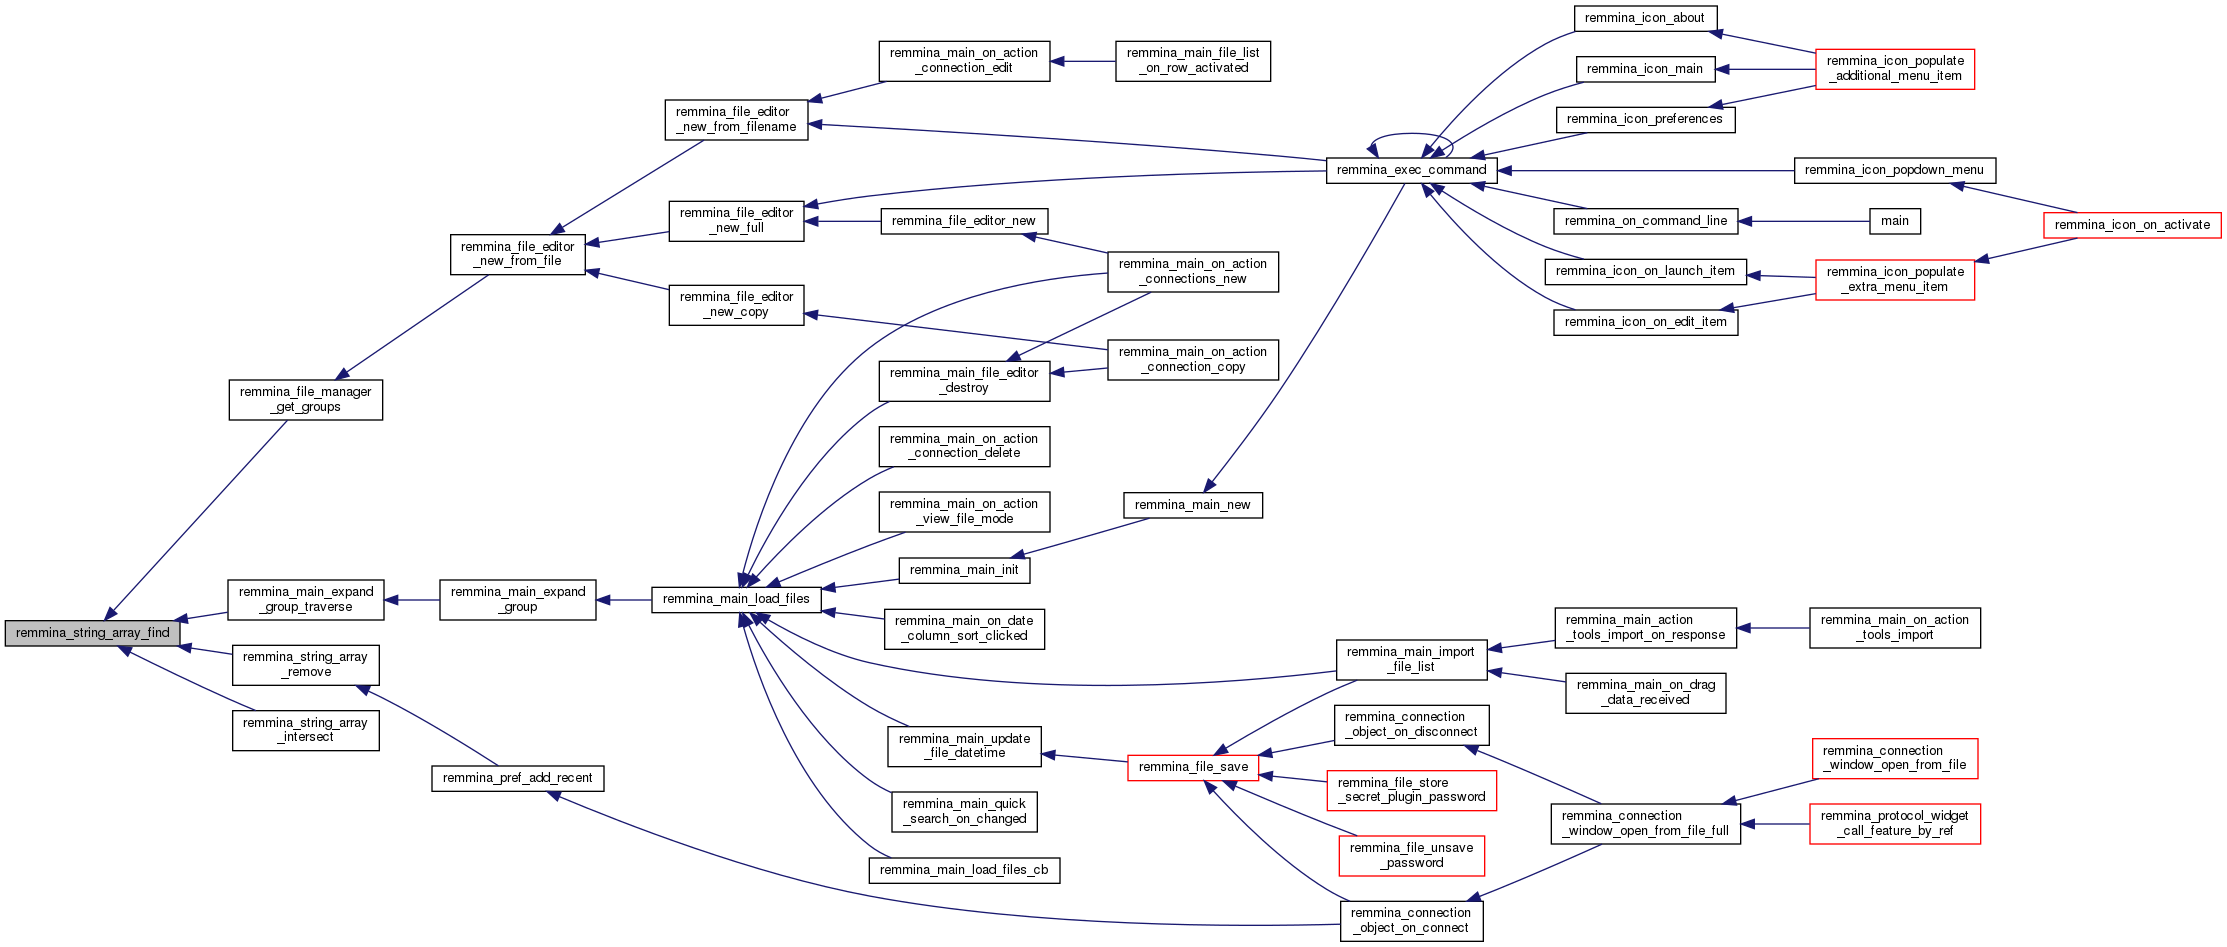 remmina_string_array_find
remmina_file_manager
_get_groups
remmina_main_expand
_group_traverse
remmina_string_array
_remove
remmina_string_array
_intersect
remmina_file_editor
_new_from_file
remmina_main_expand
_group
remmina_pref_add_recent
remmina_file_editor
_new_from_filename
remmina_file_editor
_new_full
remmina_file_editor
_new_copy
remmina_main_load_files
remmina_main_on_action
_connection_edit
remmina_file_editor_new
remmina_main_file_editor
_destroy
remmina_main_on_action
_connection_delete
remmina_main_on_action
_view_file_mode
remmina_main_init
remmina_main_on_date
_column_sort_clicked
remmina_main_update
_file_datetime
remmina_main_quick
_search_on_changed
remmina_main_load_files_cb
remmina_main_file_list
_on_row_activated
remmina_main_on_action
_connections_new
remmina_main_on_action
_connection_copy
remmina_main_new
remmina_file_save
remmina_exec_command
remmina_main_import
_file_list
remmina_connection
_object_on_disconnect
remmina_file_store
_secret_plugin_password
remmina_file_unsave
_password
remmina_connection
_object_on_connect
remmina_icon_about
remmina_icon_main
remmina_icon_preferences
remmina_on_command_line
remmina_icon_on_launch_item
remmina_icon_on_edit_item
remmina_main_action
_tools_import_on_response
remmina_main_on_drag
_data_received
remmina_connection
_window_open_from_file_full
remmina_icon_populate
_additional_menu_item
remmina_icon_popdown_menu
main
remmina_icon_populate
_extra_menu_item
remmina_main_on_action
_tools_import
remmina_connection
_window_open_from_file
remmina_protocol_widget
_call_feature_by_ref
remmina_icon_on_activate